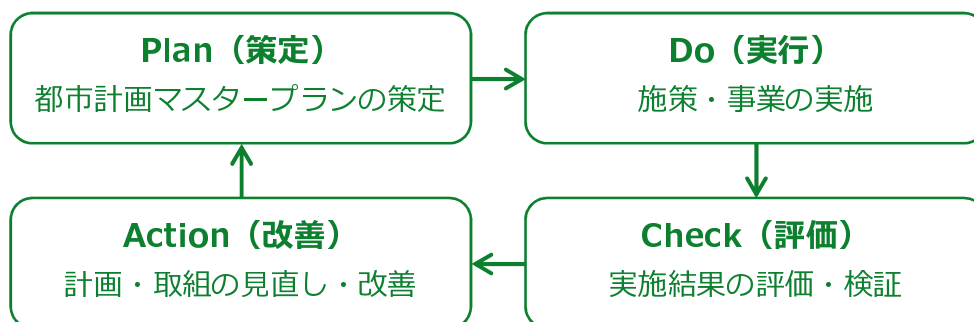 Plan（策定）
都市計画マスタープランの策定
Do（実行）
施策・事業の実施
Action（改善）
計画・取組の見直し・改善
Check（評価）
実施結果の評価・検証